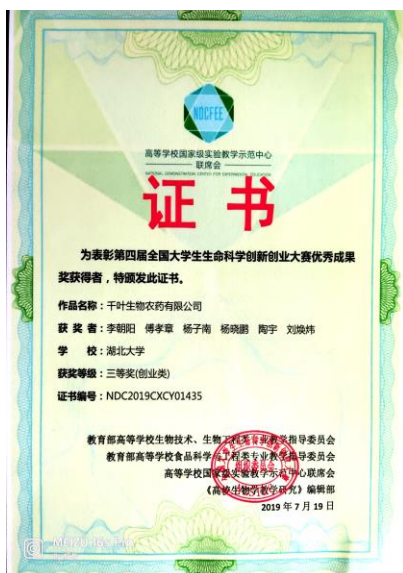 NDCFEE
高等学校国家级实验教学示范中心
联席会
证书
为表彰第四届全国大学生生命科学创新创业大赛优秀成果
奖获得者，特颁发此证书。
作品名称：千叶生物农药有限公司
获 奖 者：李朝阳 傅孝章 杨子南 杨晓鹏 陶宇 刘焕炜
学 校：湖北大学
获奖等级：三等奖(创业类)
证书编号：NDC2019CXCY01435
教育部高等学校生物技术、生物工程类专业教学指导委员会
教育部高等学校食品科学与工程类专业教学指导委员会
高等学校国家级实验教学示范中心联席会
《高校生物学教学研究》编辑部
2019 年 7 月 19 日